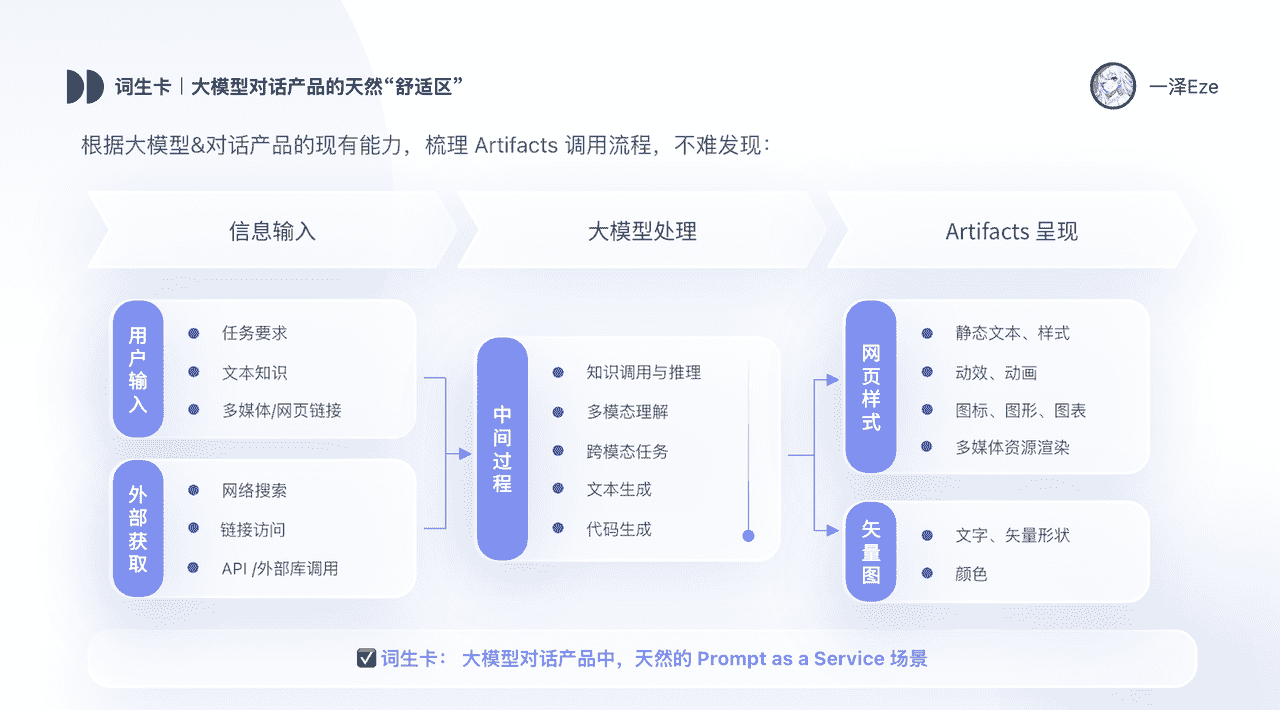 词生卡｜大模型对话产品的天然“舒适区”
一泽Eze
根据大模型&对话产品的现有能力，梳理 Artifacts 调用流程，不难发现：
信息输入
大模型处理
Artifacts 呈现
用户输入
任务要求
文本知识
多媒体/网页链接
外部获取
网络搜索
链接访问
API /外部库调用
中间过程
知识调用与推理
多模态理解
跨模态任务
文本生成
代码生成
网页样式
静态文本、样式
动效、动画
图标、图形、图表
多媒体资源渲染
矢量图
文字、矢量形状
颜色
词生卡： 大模型对话产品中，天然的 Prompt as a Service 场景